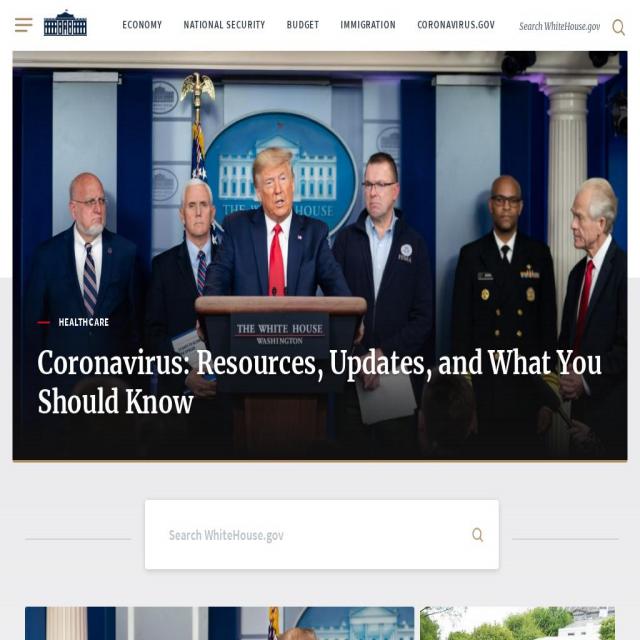 ECONOMY NATIONAL SECURITY BUDGET IMMIGRATION CORONAVIRUS.GOV Search WhiteHouse.gov
THE WHITE HOUSE
FEMA
THE WHITE HOUSE
WASHINGTON
HEALTHCARE
Coronavirus: Resources, Updates, and What You
Should Know
Search WhiteHouse.gov